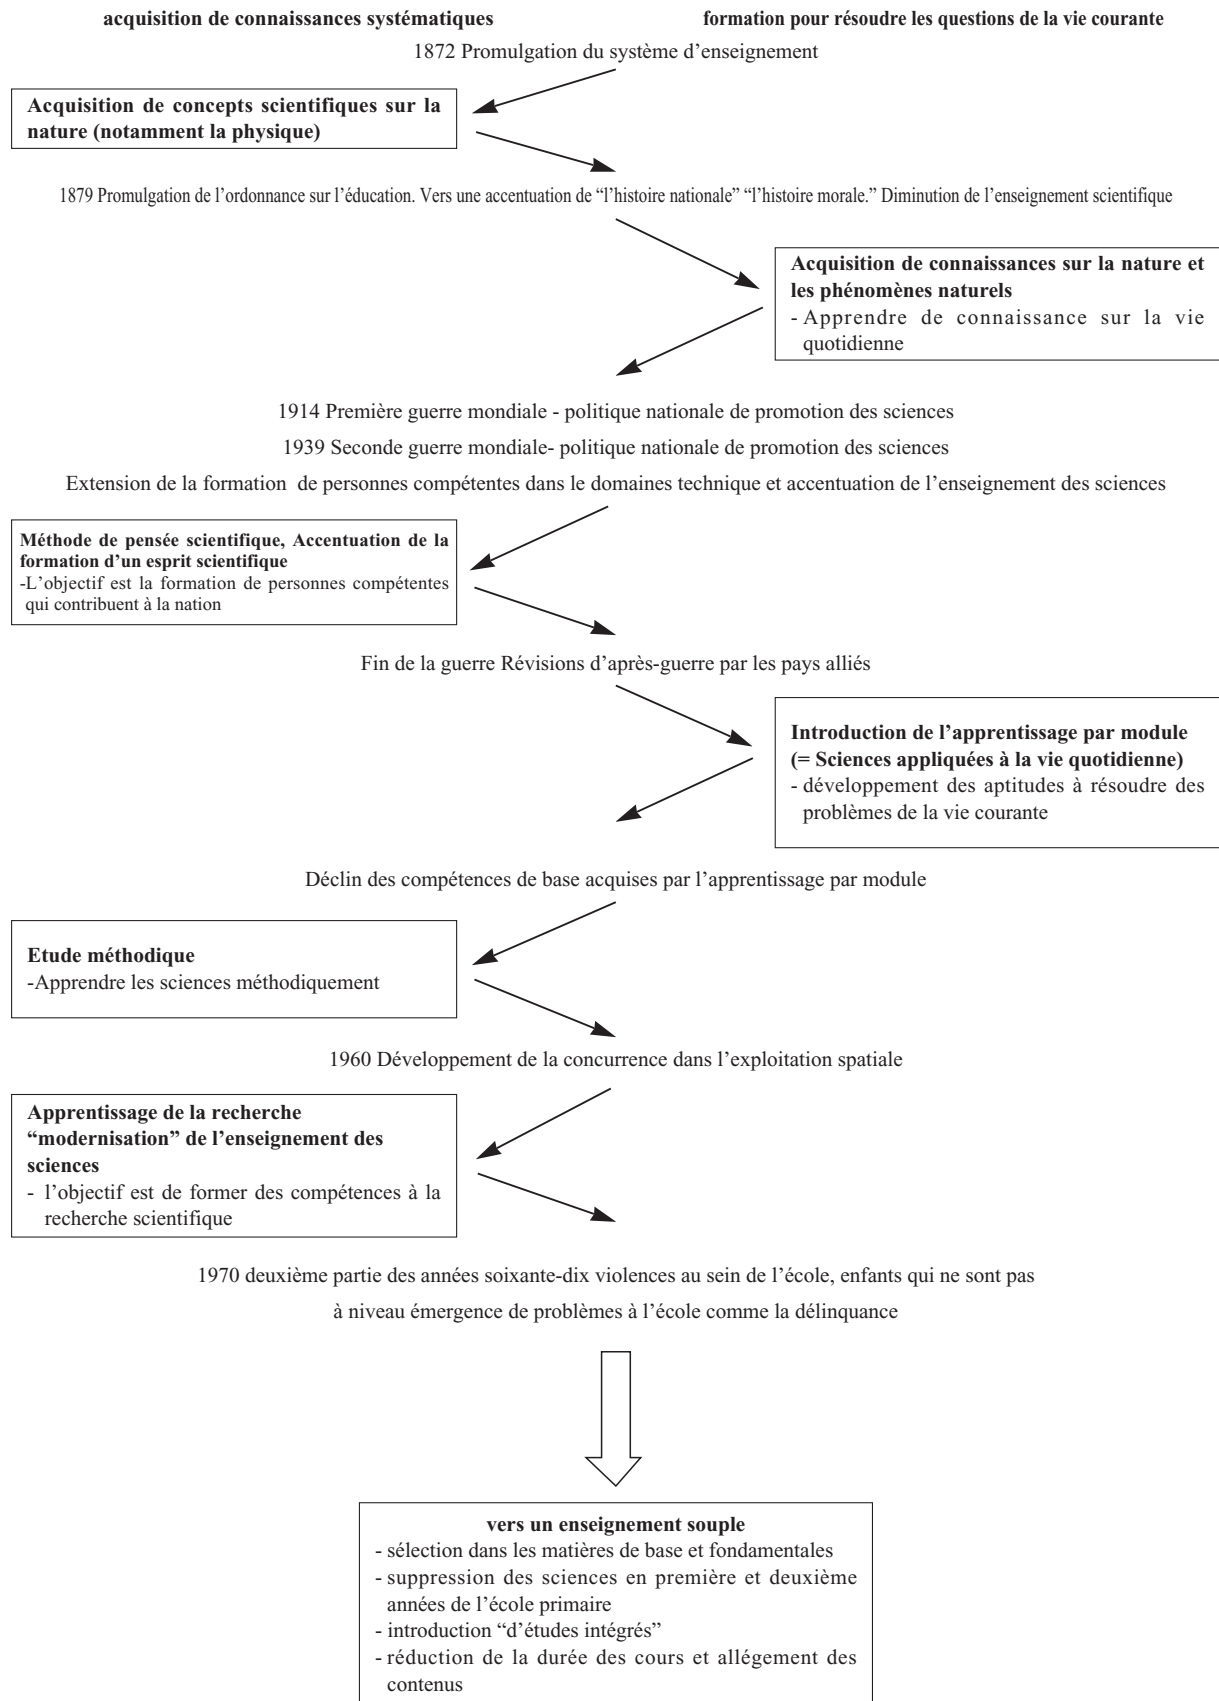 acquisition de connaissances systématiques
formation pour résoudre les questions de la vie courante
1872 Promulgation du système d’enseignement
Acquisition de concepts scientifiques sur la
nature (notamment la physique)
1879 Promulgation de l’ordonnance sur l’éducation. Vers une accentuation de “l’histoire nationale” “l’histoire morale.” Diminution de l’enseignement scientifique
Acquisition de connaissances sur la nature et
les phénomènes naturels
- Apprendre de connaissance sur la vie
quotidienne
1914 Première guerre mondiale - politique nationale de promotion des sciences
1939 Seconde guerre mondiale- politique nationale de promotion des sciences
Extension de la formation de personnes compétentes dans le domaines technique et accentuation de l’enseignement des sciences
Méthode de pensée scientifique, Accentuation de la
formation d’un esprit scientifique
-L’objectif est la formation de personnes compétentes
qui contribuent à la nation
Fin de la guerre Révisions d’après-guerre par les pays alliés
Introduction de l’apprentissage par module
(= Sciences appliquées à la vie quotidienne)
- développement des aptitudes à résoudre des
problèmes de la vie courante
Déclin des compétences de base acquises par l’apprentissage par module
Etude méthodique
-Apprendre les sciences méthodiquement
1960 Développement de la concurrence dans l’exploitation spatiale
Apprentissage de la recherche
“modernisation” de l’enseignement des
sciences
- l’objectif est de former des compétences à la
recherche scientifique
1970 deuxième partie des années soixante-dix violences au sein de l’école, enfants qui ne sont pas
à niveau émergence de problèmes à l’école comme la délinquance
vers un enseignement souple
- sélection dans les matières de base et fondamentales
- suppression des sciences en première et deuxième
années de l’école primaire
- introduction “d’études intégrés”
- réduction de la durée des cours et allégement des
contenus